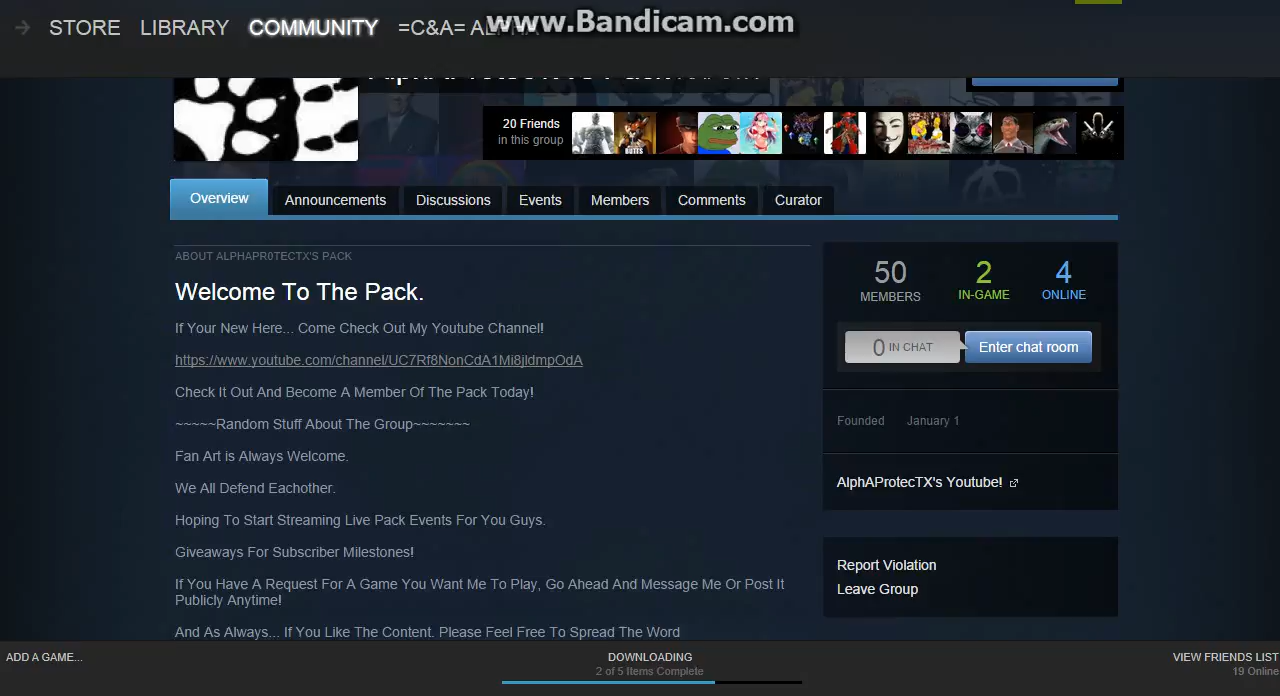 STORE LIBRARY COMMUNITY =C&A= ALPHA
www.Bandicam.com
20 Friends
in this group
Overview Announcements Discussions Events Members Comments Curator
ABOUT ALPHAPR0TECTX'S PACK
Welcome To The Pack.
If Your New Here... Come Check Out My Youtube Channel!
https://www.youtube.com/channel/UC7Rf8NonCdA1Mi8jldmpOdA
Check It Out And Become A Member Of The Pack Today!
~~~~~Random Stuff About The Group~~~~~~~
Fan Art is Always Welcome.
We All Defend Eachother.
Hoping To Start Streaming Live Pack Events For You Guys.
Giveaways For Subscriber Milestones!
If You Have A Request For A Game You Want Me To Play, Go Ahead And Message Me Or Post It
Publicly Anytime!
And As Always... If You Like The Content. Please Feel Free To Spread The Word
50 2 4
MEMBERS IN-GAME ONLINE
0 IN CHAT Enter chat room
Founded January 1
AlphAProtecTX's Youtube!
Report Violation
Leave Group
ADD A GAME... DOWNLOADING VIEW FRIENDS LIST
2 of 5 Items Complete 19 Online